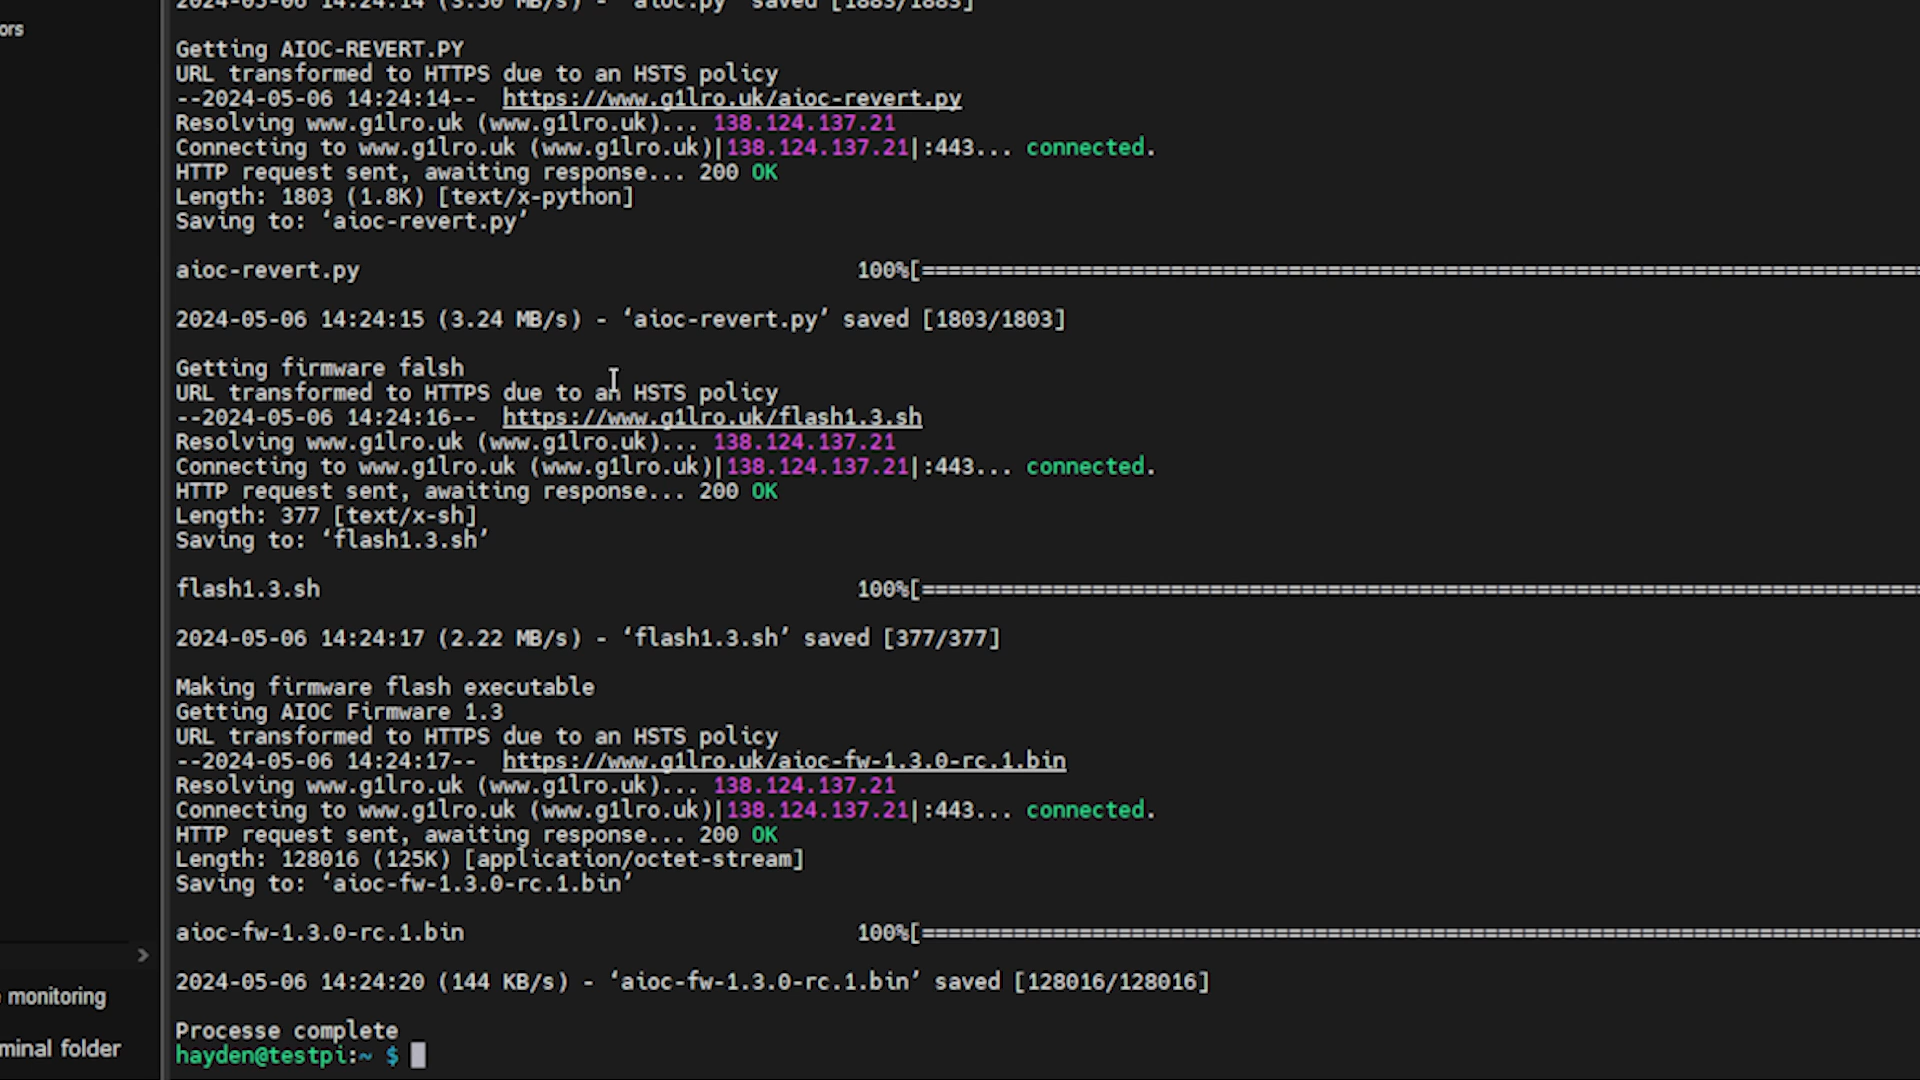 ors
2024-05-06 14:24:14 (3.50 MB/s) - ‘aioc.py’ saved [1883/1883]
Getting AIOC-REVERT.PY
URL transformed to HTTPS due to an HSTS policy
--2024-05-06 14:24:14--  https://www.g1lro.uk/aioc-revert.py
Resolving www.g1lro.uk (www.g1lro.uk)... 138.124.137.21
Connecting to www.g1lro.uk (www.g1lro.uk)|138.124.137.21|:443... connected.
HTTP request sent, awaiting response... 200 OK
Length: 1803 (1.8K) [text/x-python]
Saving to: ‘aioc-revert.py’
aioc-revert.py 100%[=============================================================================
2024-05-06 14:24:15 (3.24 MB/s) - ‘aioc-revert.py’ saved [1803/1803]
Getting firmware falsh
URL transformed to HTTPS due to an HSTS policy
--2024-05-06 14:24:16--  https://www.g1lro.uk/flash1.3.sh
Resolving www.g1lro.uk (www.g1lro.uk)... 138.124.137.21
Connecting to www.g1lro.uk (www.g1lro.uk)|138.124.137.21|:443... connected.
HTTP request sent, awaiting response... 200 OK
Length: 377 [text/x-sh]
Saving to: ‘flash1.3.sh’
flash1.3.sh 100%[=============================================================================
2024-05-06 14:24:17 (2.22 MB/s) - ‘flash1.3.sh’ saved [377/377]
Making firmware flash executable
Getting AIOC Firmware 1.3
URL transformed to HTTPS due to an HSTS policy
--2024-05-06 14:24:17--  https://www.g1lro.uk/aioc-fw-1.3.0-rc.1.bin
Resolving www.g1lro.uk (www.g1lro.uk)... 138.124.137.21
Connecting to www.g1lro.uk (www.g1lro.uk)|138.124.137.21|:443... connected.
HTTP request sent, awaiting response... 200 OK
Length: 128016 (125K) [application/octet-stream]
Saving to: ‘aioc-fw-1.3.0-rc.1.bin’
aioc-fw-1.3.0-rc.1.bin 100%[=============================================================================
2024-05-06 14:24:20 (144 KB/s) - ‘aioc-fw-1.3.0-rc.1.bin’ saved [128016/128016]
monitoring
Processe complete
minal folder
hayden@testpi:~ $